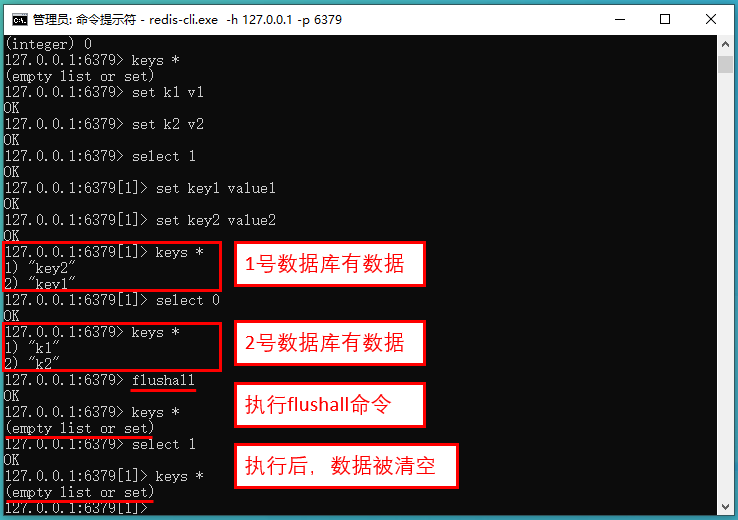 管理员: 命令提示符 - redis-cli.exe -h 127.0.0.1 -p 6379
(integer) 0
127.0.0.1:6379> keys *
(empty list or set)
127.0.0.1:6379> set k1 v1
OK
127.0.0.1:6379> set k2 v2
OK
127.0.0.1:6379> select 1
OK
127.0.0.1:6379[1]> set key1 value1
OK
127.0.0.1:6379[1]> set key2 value2
OK
127.0.0.1:6379[1]> keys *
1) "key2"
2) "key1"
1号数据库有数据
127.0.0.1:6379[1]> select 0
OK
127.0.0.1:6379> keys *
1) "k1"
2) "k2"
2号数据库有数据
127.0.0.1:6379> flushall
OK
执行flushall命令
127.0.0.1:6379> keys *
(empty list or set)
127.0.0.1:6379> select 1
OK
127.0.0.1:6379[1]> keys *
(empty list or set)
执行后，数据被清空
127.0.0.1:6379[1]>